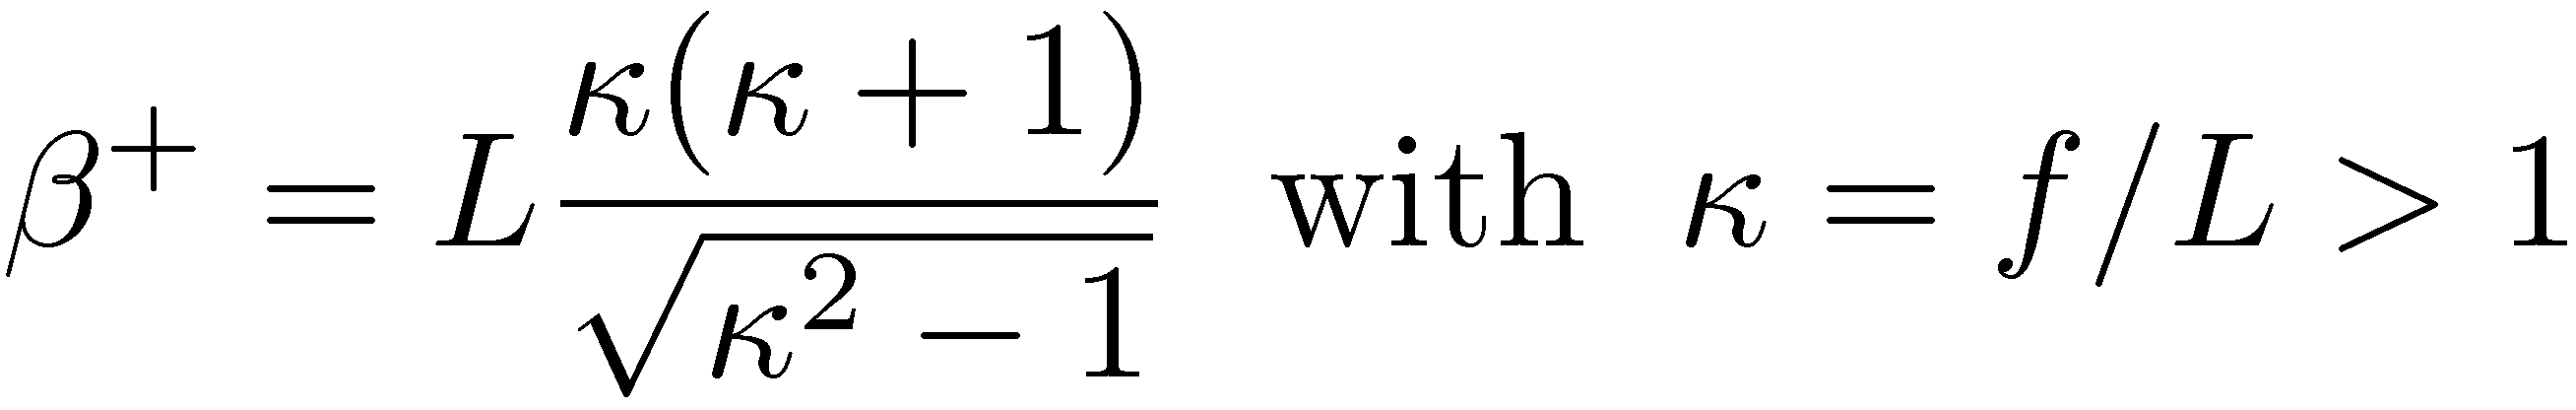 β⁺ = L κ(κ + 1) / √(κ² − 1) with κ = f/L > 1